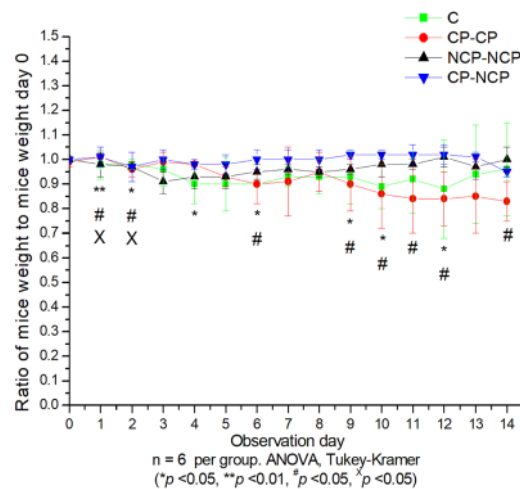 C
CP-CP
NCP-NCP
CP-NCP
Ratio of mice weight to mice weight day 0
1.5
1.4
1.3
1.2
1.1
1.0
0.9
0.8
0.7
0.6
0.5
0.4
0.3
0.2
0.1
0.0
** * * * * * *
# # # # # # # #
X X
0 1 2 3 4 5 6 7 8 9 10 11 12 13 14
Observation day
n = 6 per group. ANOVA, Tukey-Kramer
(*p <0.05, **p <0.01, #p <0.05, Xp <0.05)